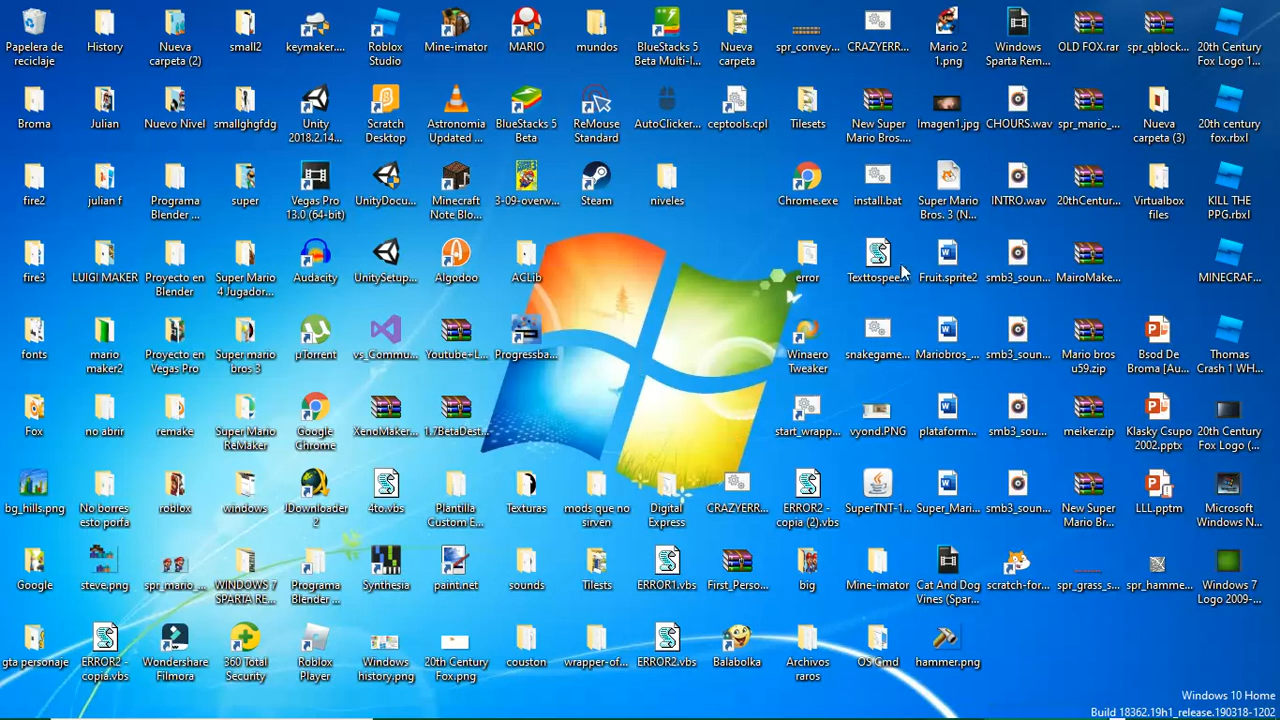 Papelera de
reciclaje
History
Nueva
carpeta (2)
small2
keymaker....
Roblox
Studio
Mine-imator
MARIO
mundos
BlueStacks 5
Beta Multi-I...
Nueva
carpeta
spr_convey...
CRAZYERR...
Mario 2
1.png
Windows
Sparta Rem...
OLD FOX.rar
spr_qblock...
20th Century
Fox Logo 1...
Broma
Julian
Nuevo Nivel
smallghgfdg
Unity
2018.2.14...
Scratch
Desktop
Astronomia
Updated ...
BlueStacks 5
Beta
ReMouse
Standard
AutoClicker...
ceptools.cpl
Tilesets
New Super
Mario Bros....
Imagen1.jpg
CHOURS.wav
spr_mario_...
Nueva
carpeta (3)
20th century
fox.rbxl
fire2
julian f
Programa
Blender ...
super
Vegas Pro
13.0 (64-bit)
UnityDocu...
Minecraft
Note Blo...
3-09-overw...
Steam
niveles
Chrome.exe
install.bat
Super Mario
Bros. 3 (N...
INTRO.wav
20thCentur...
Virtualbox
files
KILL THE
PPG.rbxl
fire3
LUIGI MAKER
Proyecto en
Blender
Super Mario
4 Jugador...
Audacity
UnitySetup...
Algodoo
ACLib
error
Texttospee...
Fruit.sprite2
smb3_soun...
MairoMake...
MINECRAF...
fonts
mario
maker2
Proyecto en
Vegas Pro
Super mario
bros 3
µTorrent
vs_Commu...
Youtube+L...
Progressba...
Winaero
Tweaker
snakegame...
Mariobros_...
smb3_soun...
Mario bros
u59.zip
Bsod De
Broma [Au...
Thomas
Crash 1 WH...
Fox
no abrir
remake
Super Mario
ReMaker
Google
Chrome
XenoMaker...
1.7BetaDest...
start_wrapp...
vyond.PNG
plataform...
smb3_sou...
meiker.zip
Klasky Csupo
2002.pptx
20th Century
Fox Logo (...
bg_hills.png
No borres
esto porfa
roblox
windows
JDownloader
2
4to.vbs
Plantilla
Custom E...
Texturas
mods que no
sirven
Digital
Express
CRAZYERR...
ERROR2 -
copia (2).vbs
SuperTNT-1...
Super_Mari...
smb3_soun...
New Super
Mario Br...
LLL.pptm
Microsoft
Windows N...
Google
steve.png
spr_mario_...
WINDOWS 7
SPARTA RE...
Programa
Blender ...
Synthesia
paint.net
sounds
Tilests
ERROR1.vbs
First_Perso...
big
Mine-imator
Cat And Dog
Vines (Spar...
scratch-for...
spr_grass_s...
spr_hamme...
Windows 7
Logo 2009-...
gta personaje
ERROR2 -
copia.vbs
Wondershare
Filmora
360 Total
Security
Roblox
Player
Windows
history.png
20th Century
Fox.png
couston
wrapper-of...
ERROR2.vbs
Balabolka
Archivos
raros
OS Cmd
hammer.png
Windows 10 Home
Build 18362.19h1_release.190318-1202